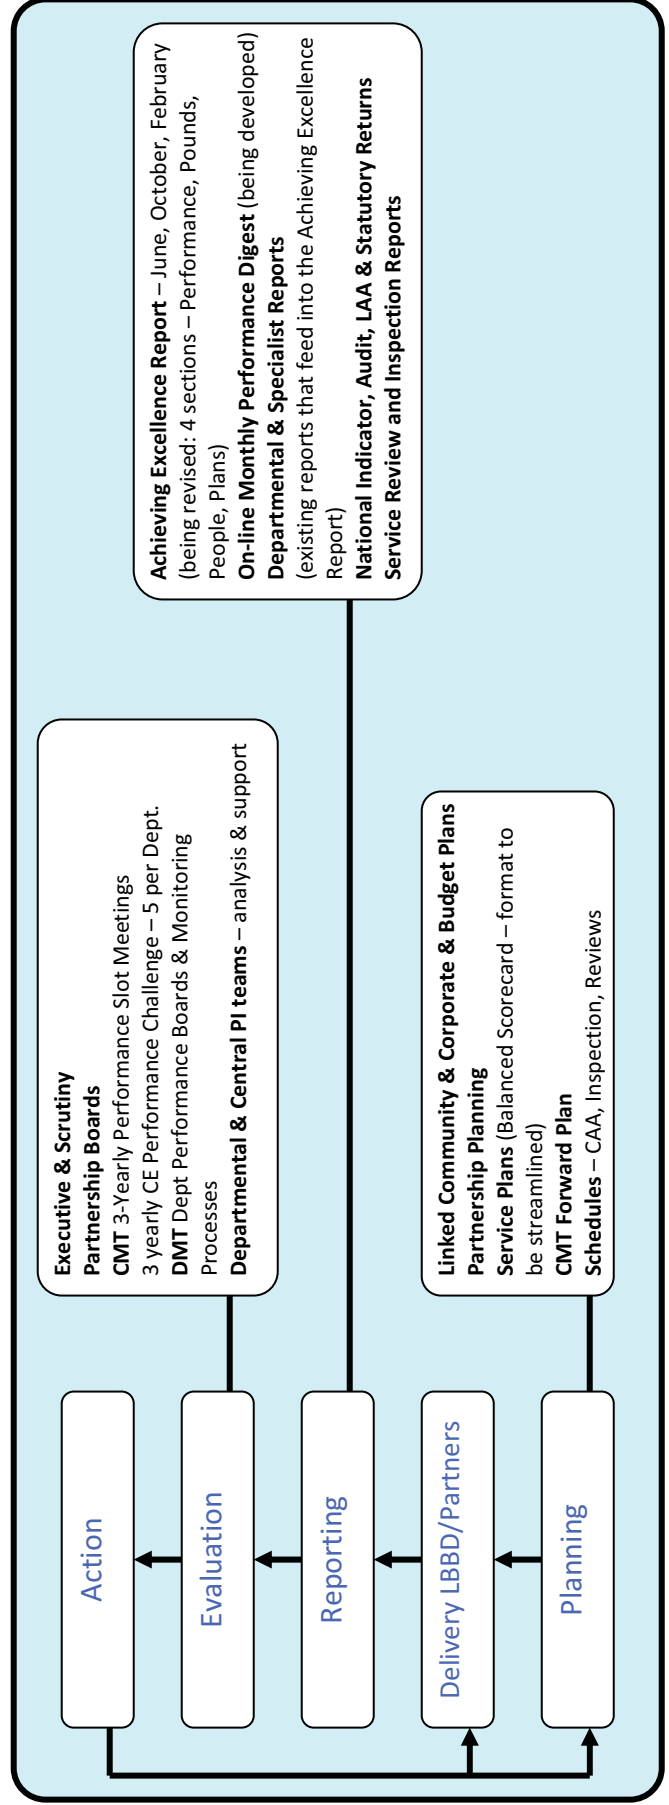 Action
Evaluation
Reporting
Delivery LBBD/Partners
Planning
Executive & Scrutiny
Partnership Boards
CMT 3-Yearly Performance Slot Meetings
3 yearly CE Performance Challenge – 5 per Dept.
DMT Dept Performance Boards & Monitoring
Processes
Departmental & Central PI teams – analysis & support
Linked Community & Corporate & Budget Plans
Partnership Planning
Service Plans (Balanced Scorecard – format to
be streamlined)
CMT Forward Plan
Schedules – CAA, Inspection, Reviews
Achieving Excellence Report – June, October, February
(being revised: 4 sections – Performance, Pounds,
People, Plans)
On-line Monthly Performance Digest (being developed)
Departmental & Specialist Reports
(existing reports that feed into the Achieving Excellence
Report)
National Indicator, Audit, LAA & Statutory Returns
Service Review and Inspection Reports